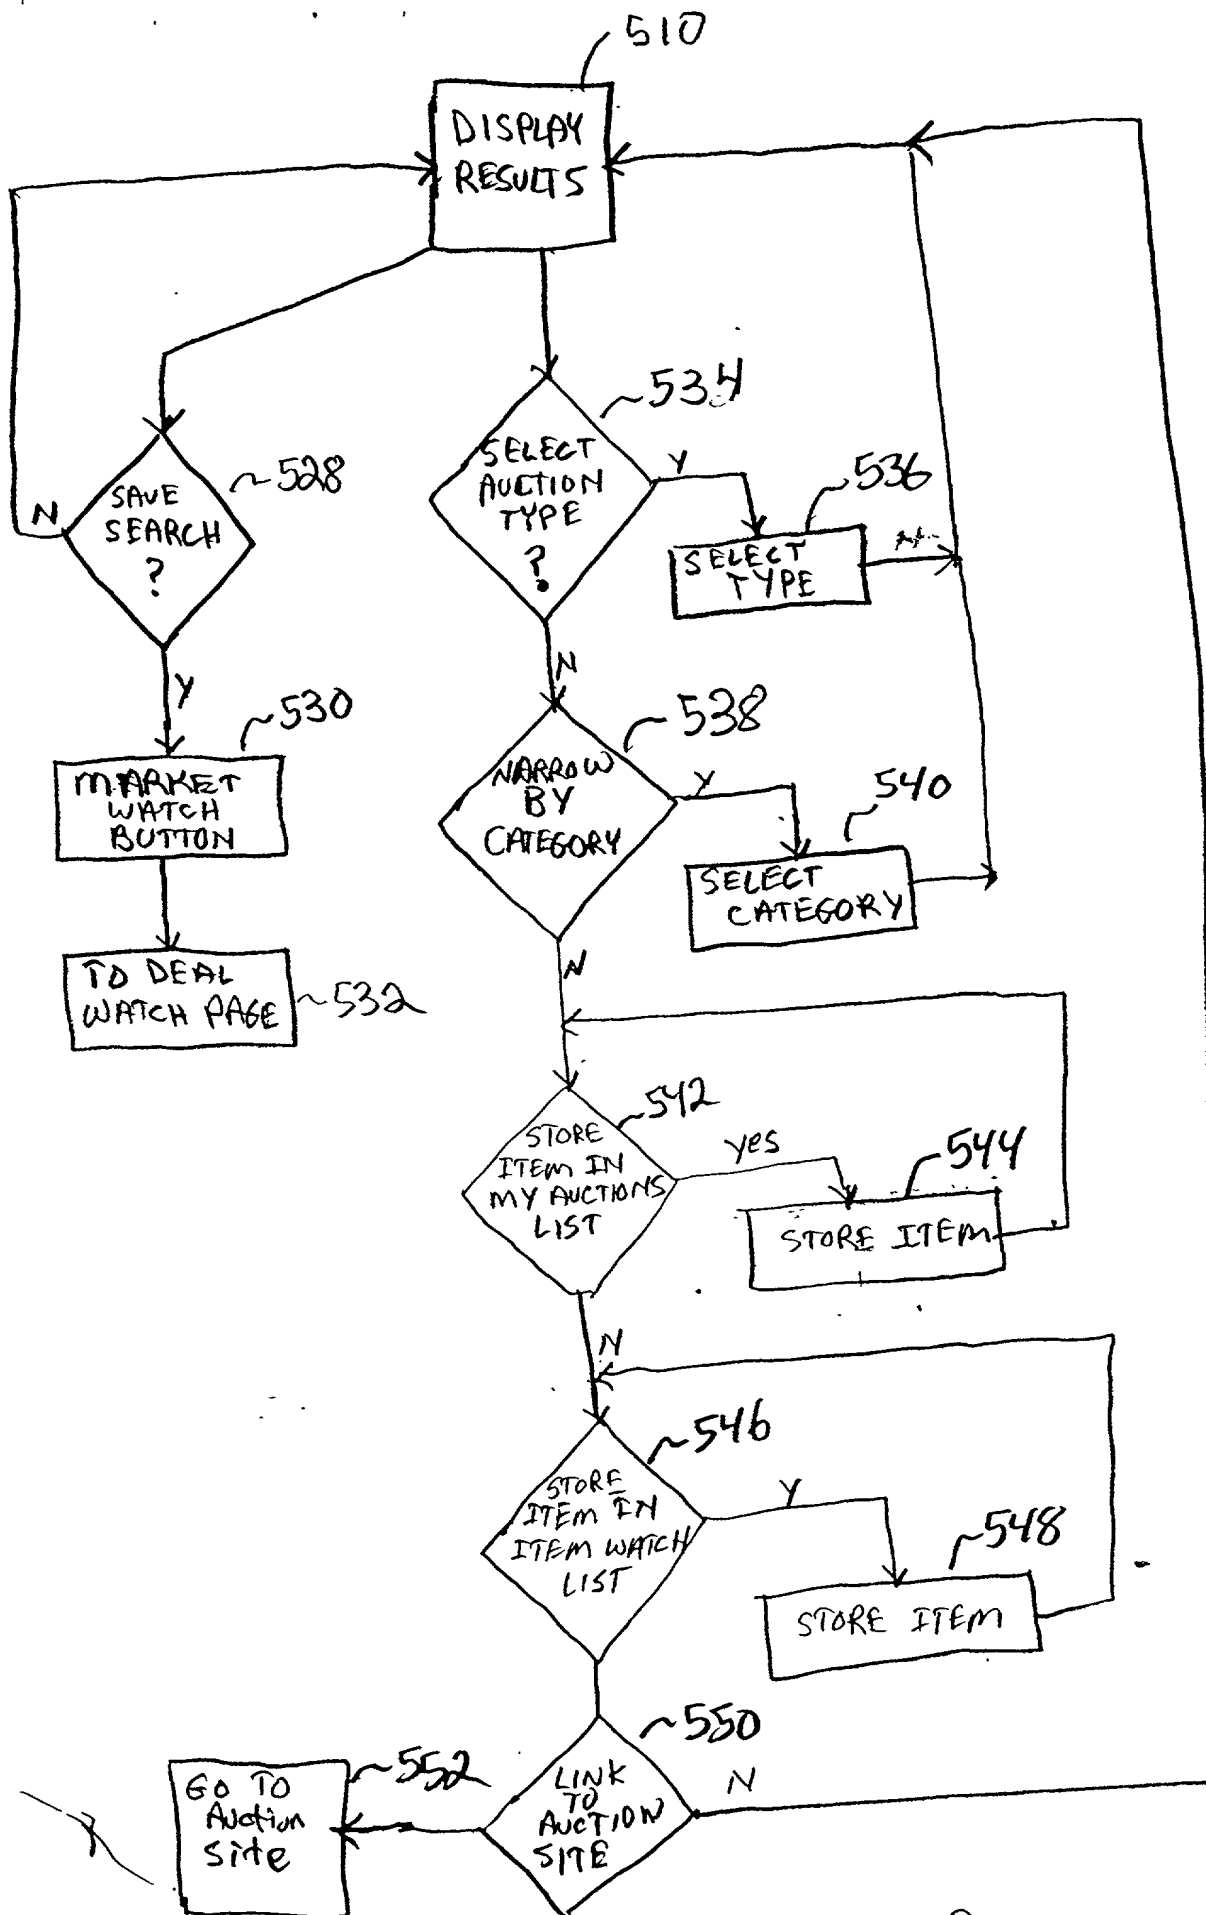 510
DISPLAY
RESULTS
534
SELECT
AUCTION
TYPE
?
Y
536
SELECT
TYPE
528
SAVE
SEARCH
?
N
Y
N
530
MARKET
WATCH
BUTTON
538
NARROW
BY
CATEGORY
Y
540
SELECT
CATEGORY
TO DEAL
WATCH PAGE
532
N
542
STORE
ITEM IN
MY AUCTIONS
LIST
yes
544
STORE ITEM
N
546
STORE
ITEM IN
ITEM WATCH
LIST
Y
548
STORE ITEM
550
LINK
TO
AUCTION
SITE
N
552
GO TO
Auction
Site